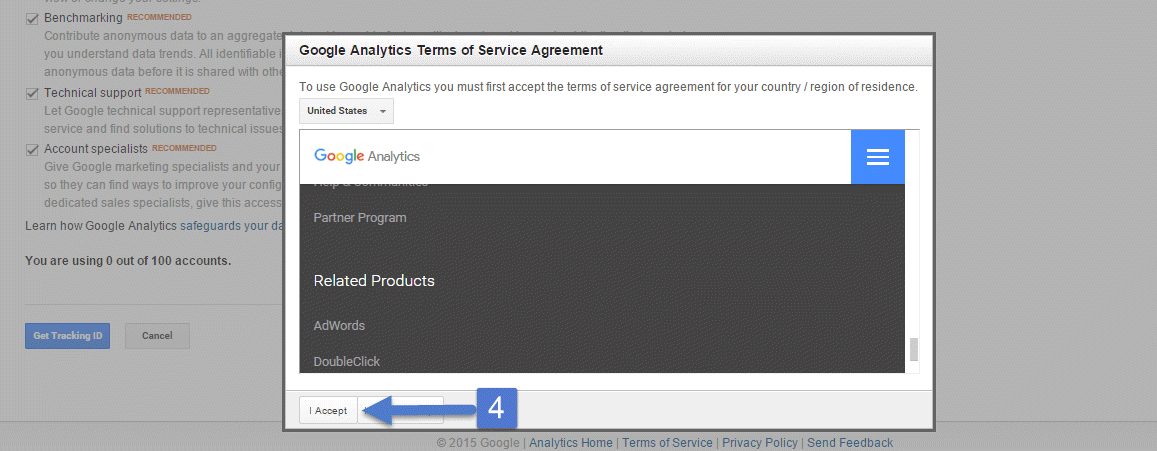 Benchmarking RECOMMENDED
Contribute anonymous data to an aggregate
you understand data trends. All identifiable
anonymous data before it is shared with othe
Technical support RECOMMENDED
Let Google technical support representative
service and find solutions to technical issues
Account specialists RECOMMENDED
Give Google marketing specialists and your
so they can find ways to improve your config
dedicated sales specialists, give this access
Learn how Google Analytics safeguards your da
You are using 0 out of 100 accounts.
Get Tracking ID
Cancel
Google Analytics Terms of Service Agreement
To use Google Analytics you must first accept the terms of service agreement for your country / region of residence.
United States
Google Analytics
Help & Communities
Partner Program
Related Products
AdWords
DoubleClick
I Accept
4
© 2015 Google | Analytics Home | Terms of Service | Privacy Policy | Send Feedback